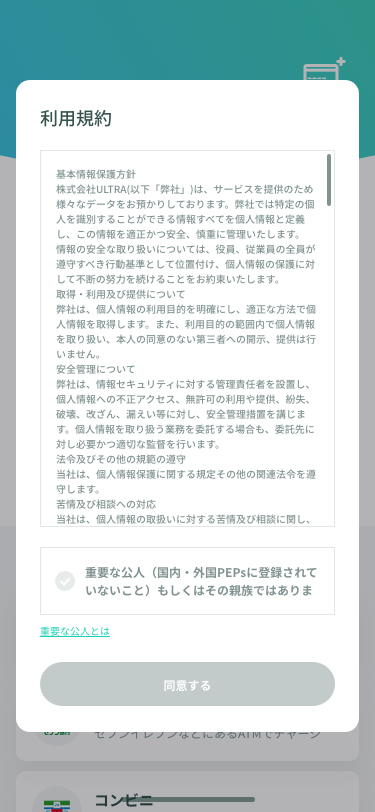 利用規約
基本情報保護方針
株式会社ULTRA(以下「弊社」)は、サービスを提供のため
様々なデータをお預かりしております。弊社では特定の個
人を識別することができる情報すべてを個人情報と定義
し、この情報を適正かつ安全、慎重に管理いたします。
情報の安全な取り扱いについては、役員、従業員の全員が
遵守すべき行動基準として位置付け、個人情報の保護に対
して不断の努力を続けることをお約束いたします。
取得・利用及び提供について
弊社は、個人情報の利用目的を明確にし、適正な方法で個
人情報を取得します。また、利用目的の範囲内で個人情報
を取り扱い、本人の同意のない第三者への開示、提供は行
いません。
安全管理について
弊社は、情報セキュリティに対する管理責任者を設置し、
個人情報への不正アクセス、無許可の利用や提供、紛失、
破壊、改ざん、漏えい等に対し、安全管理措置を講じま
す。個人情報を取り扱う業務を委託する場合も、委託先に
対し必要かつ適切な監督を行います。
法令及びその他の規範の遵守
当社は、個人情報保護に関する規定その他の関連法令を遵
守します。
苦情及び相談への対応
当社は、個人情報の取扱いに対する苦情及び相談に関し、
重要な公人（国内・外国PEPsに登録されて
いないこと）もしくはその親族ではありま
重要な公人とは
同意する
セブンイレブンなどにあるATMでチャージ
コンビニ